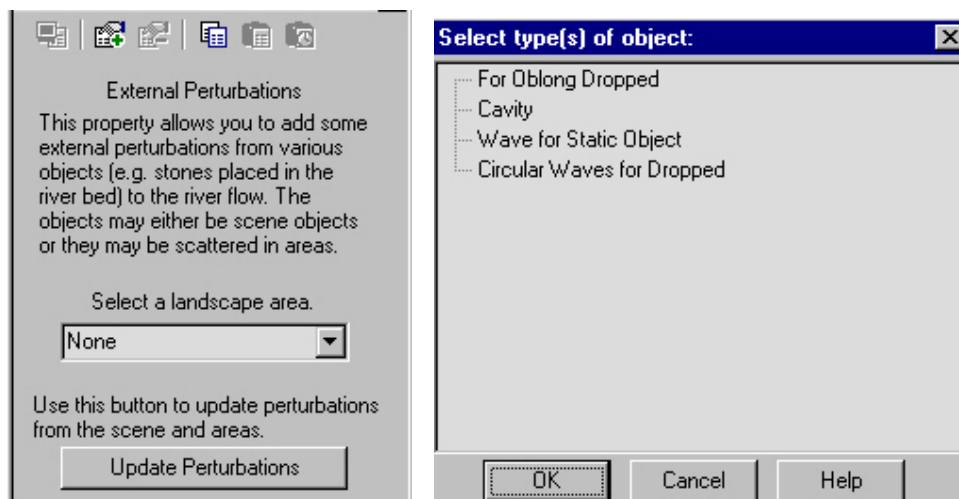 External Perturbations
This property allows you to add some
external perturbations from various
objects (e.g. stones placed in the
river bed) to the river flow. The
objects may either be scene objects
or they may be scattered in areas.
Select a landscape area.
None
Use this button to update perturbations
from the scene and areas.
Update Perturbations
Select type(s) of object:
For Oblong Dropped
Cavity
Wave for Static Object
Circular Waves for Dropped
OK
Cancel
Help